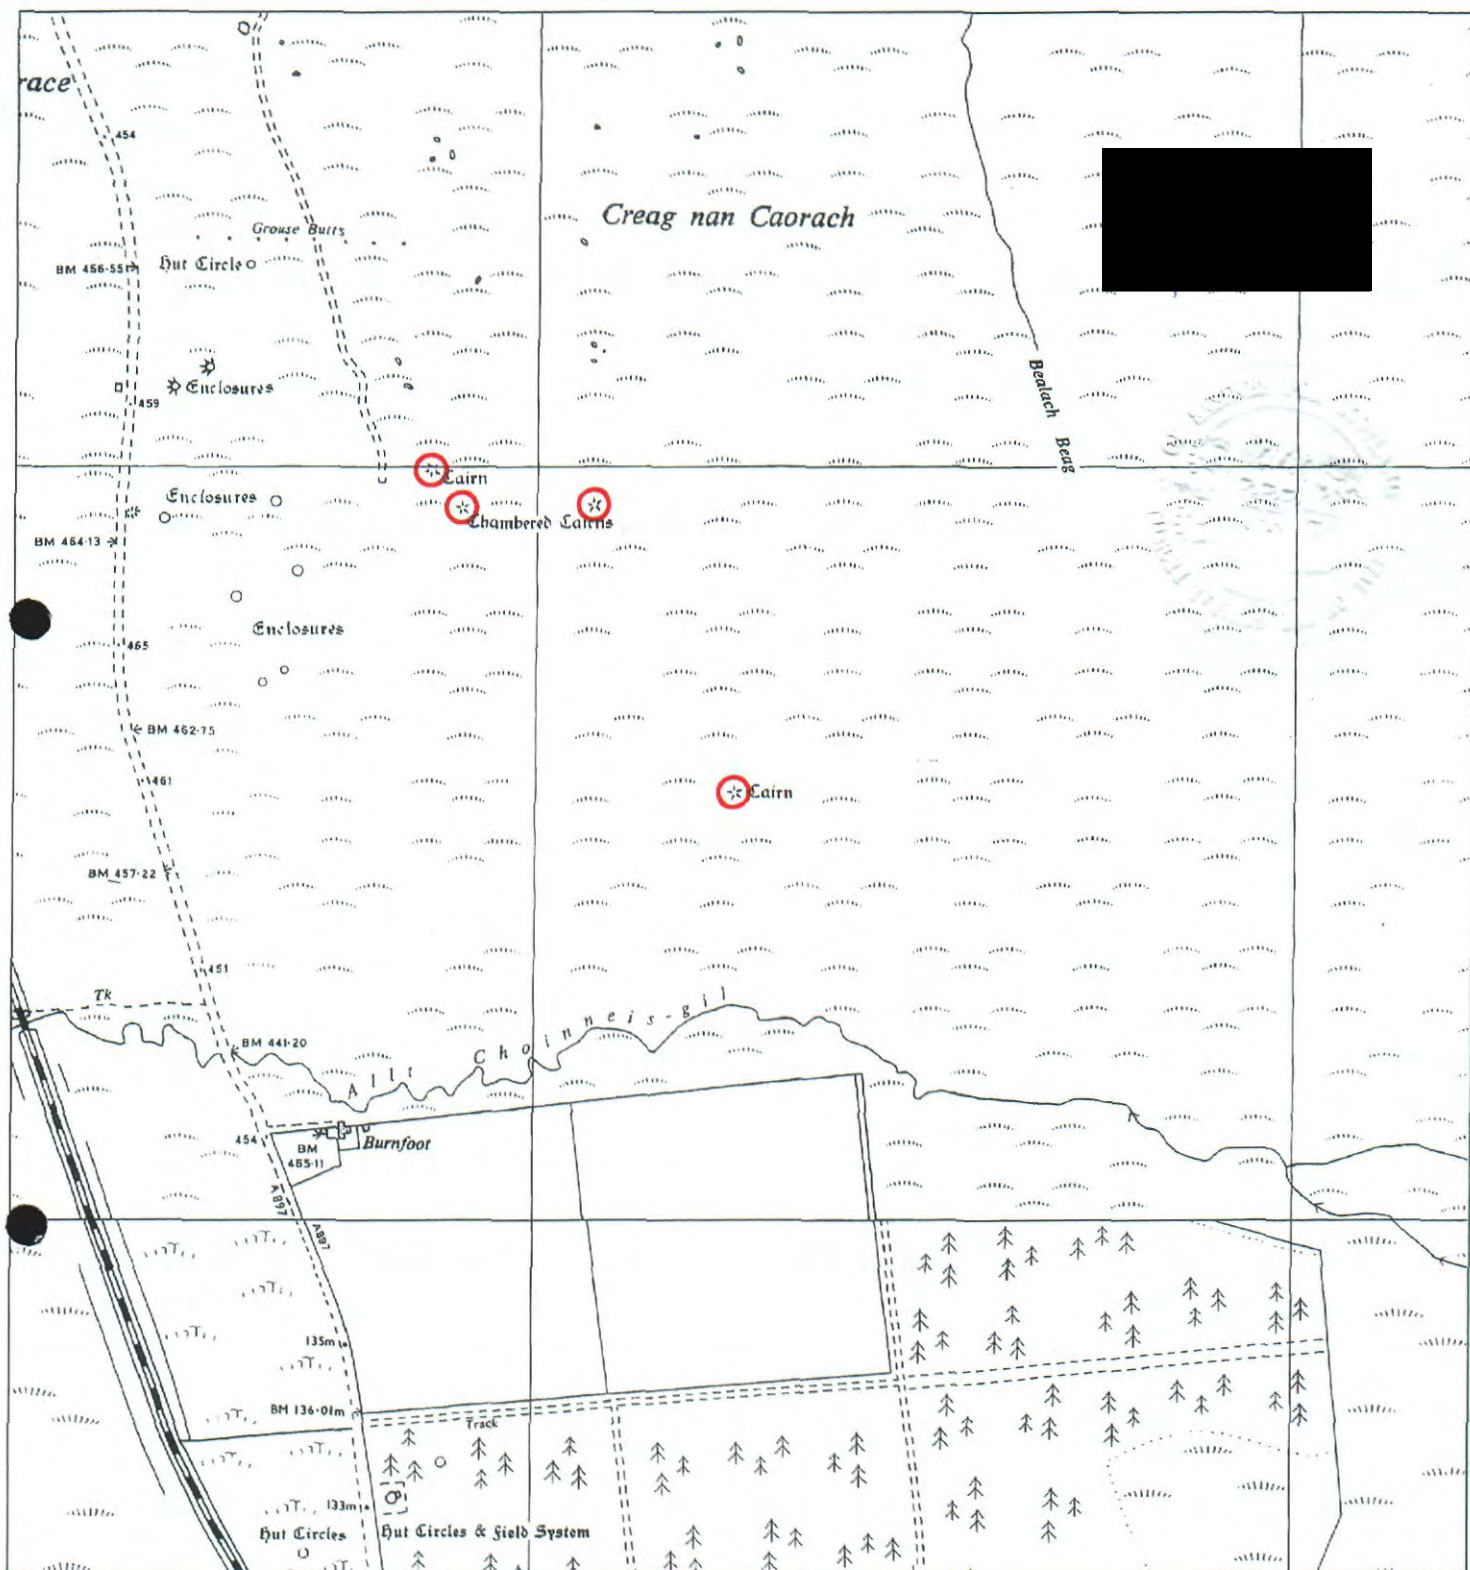 race
454
Grouse Butts
Creag nan Caorach
BM 456·55
Hut Circle
Enclosures
459
Bealach Beag
Cairn
Enclosures
Chambered Cairns
BM 464·13
Enclosures
465
BM 462·75
461
Cairn
BM 457·22
451
Tk
Allt Choinneis-gil
BM 441·20
454
BM
465·11
Burnfoot
A 897
A897
135m
BM 136·01m
Track
133m
Hut Circles
Hut Circles & Field System